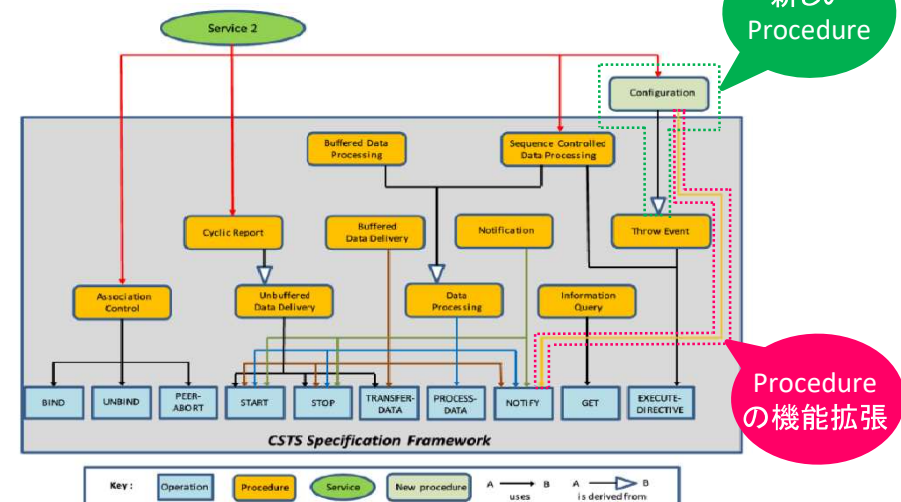 新しい
Procedure
Service 2
Configuration
Buffered Data
Processing
Sequence Controlled
Data Processing
Cyclic Report
Buffered
Data Delivery
Notification
Throw Event
Association
Control
Unbuffered
Data Delivery
Data
Processing
Information
Query
Procedure
の機能拡張
BIND
UNBIND
PEER-
ABORT
START
STOP
TRANSFER-
DATA
PROCESS-
DATA
NOTIFY
GET
EXECUTE-
DIRECTIVE
CSTS Specification Framework
Key :
Operation
Procedure
Service
New procedure
A
B
uses
A
B
is derived from